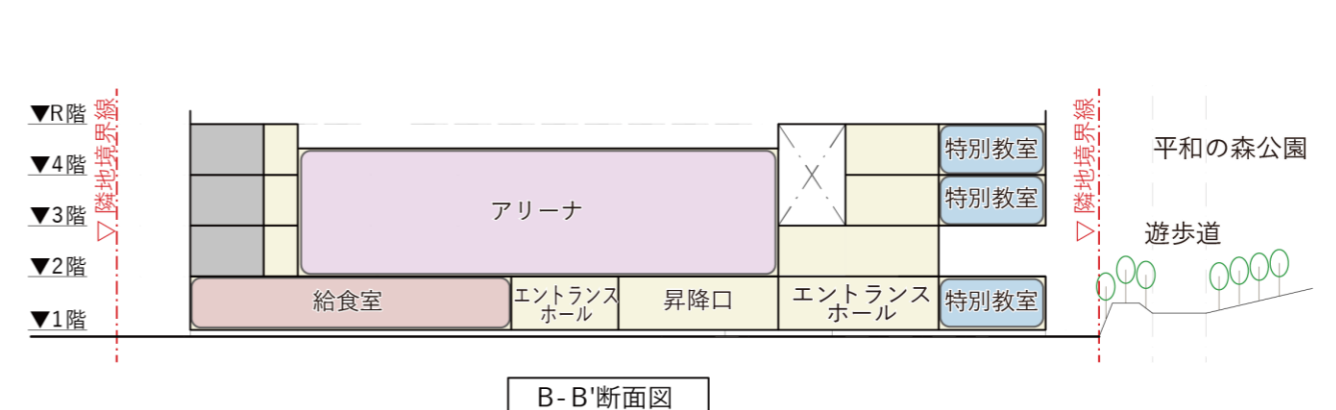 ▼R階
▽ 隣地境界線
▽ 隣地境界線
特別教室
平和の森公園
▼4階
特別教室
▼3階
アリーナ
遊歩道
▼2階
給食室
エントランス
ホール
昇降口
エントランス
ホール
特別教室
▼1階
B-B'断面図